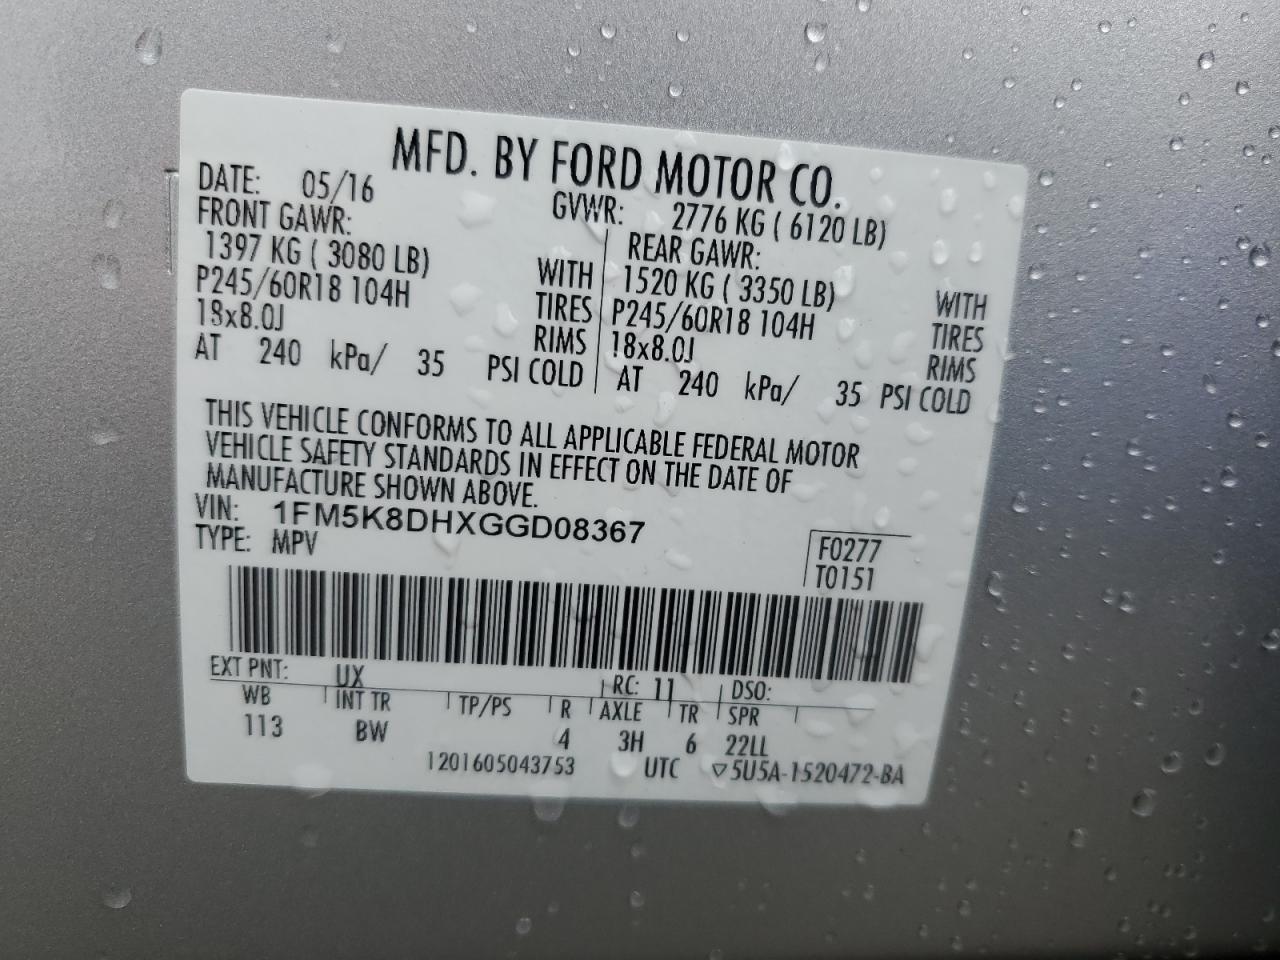 MFD. BY FORD MOTOR CO.
DATE: 05/16 GVWR: 2776 KG ( 6120 LB)
FRONT GAWR: REAR GAWR:
1397 KG ( 3080 LB) WITH 1520 KG ( 3350 LB) WITH
P245/60R18 104H TIRES P245/60R18 104H TIRES
18x8.0J RIMS 18x8.0J RIMS
AT 240 kPa/ 35 PSI COLD AT 240 kPa/ 35 PSI COLD
THIS VEHICLE CONFORMS TO ALL APPLICABLE FEDERAL MOTOR
VEHICLE SAFETY STANDARDS IN EFFECT ON THE DATE OF
MANUFACTURE SHOWN ABOVE.
VIN: 1FM5K8DHXGGD08367
TYPE: MPV
F0277
T0151
EXT PNT: UX RC: 11 DSO:
WB INT TR TP/PS R AXLE TR SPR
113 BW 4 3H 6 22LL
1201605043753 UTC ▽5U5A-1520472-BA